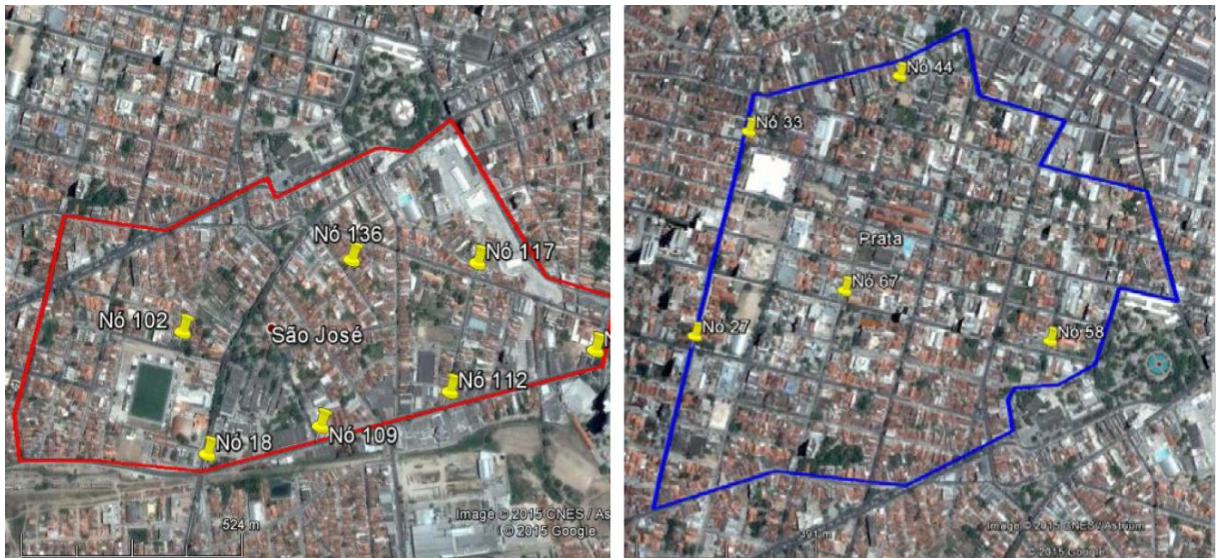 Nó 136
Nó 117
Nó 102
São José
N
Nó 112
Nó 109
Nó 18
524 m
Image © 2015 CNES / As
© 2015 Google
Nó 44
Nó 33
Prata
Nó 67
Nó 27
Nó 58
Image © 2015 CNES / Astrium
© 2015 Google